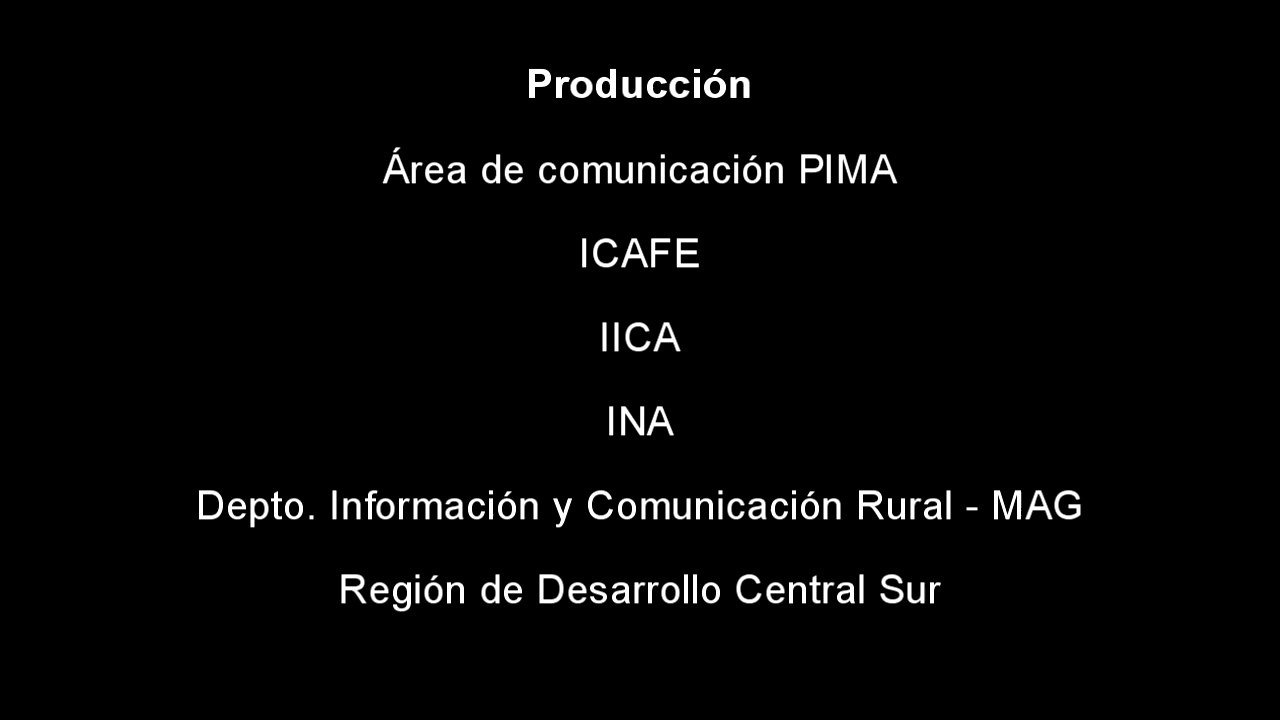 Producción
Área de comunicación PIMA
ICAFE
IICA
INA
Depto. Información y Comunicación Rural - MAG
Región de Desarrollo Central Sur